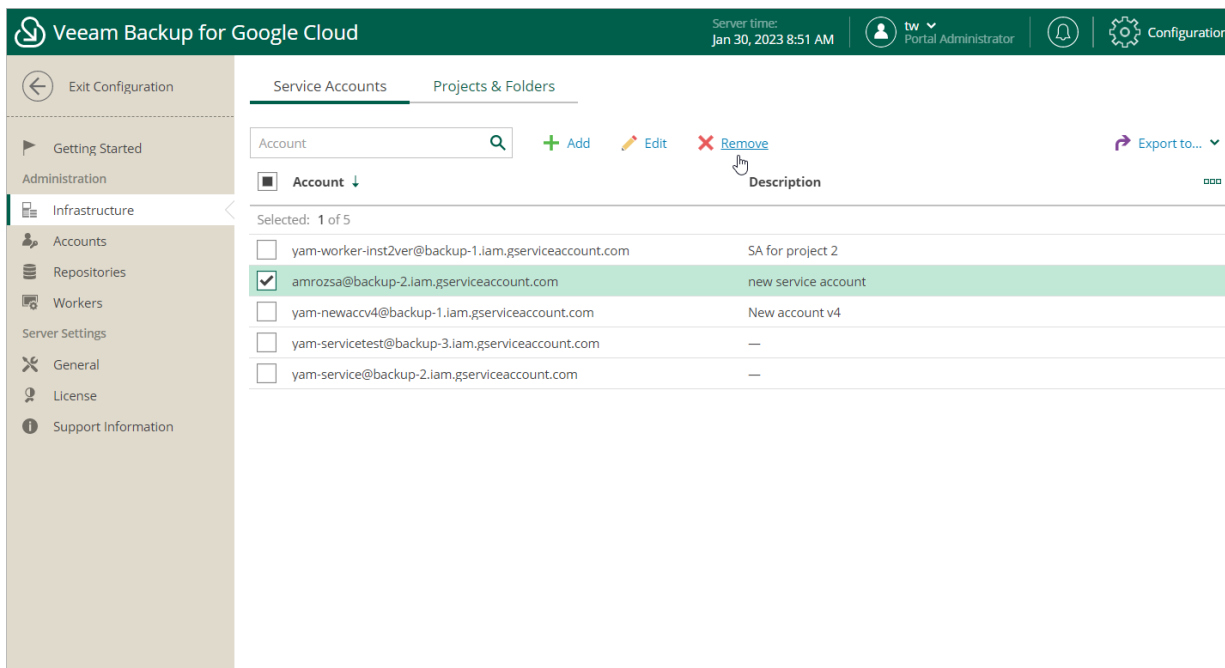 Veeam Backup for Google Cloud
Server time:
Jan 30, 2023 8:51 AM
tw
Portal Administrator
Configuration
Exit Configuration
Getting Started
Administration
Infrastructure
Accounts
Repositories
Workers
Server Settings
General
License
Support Information
Service Accounts Projects & Folders
Account Add Edit Remove Export to...
Account Description
Selected: 1 of 5
yam-worker-inst2ver@backup-1.iam.gserviceaccount.com SA for project 2
amrozsa@backup-2.iam.gserviceaccount.com new service account
yam-newaccv4@backup-1.iam.gserviceaccount.com New account v4
yam-servicetest@backup-3.iam.gserviceaccount.com —
yam-service@backup-2.iam.gserviceaccount.com —